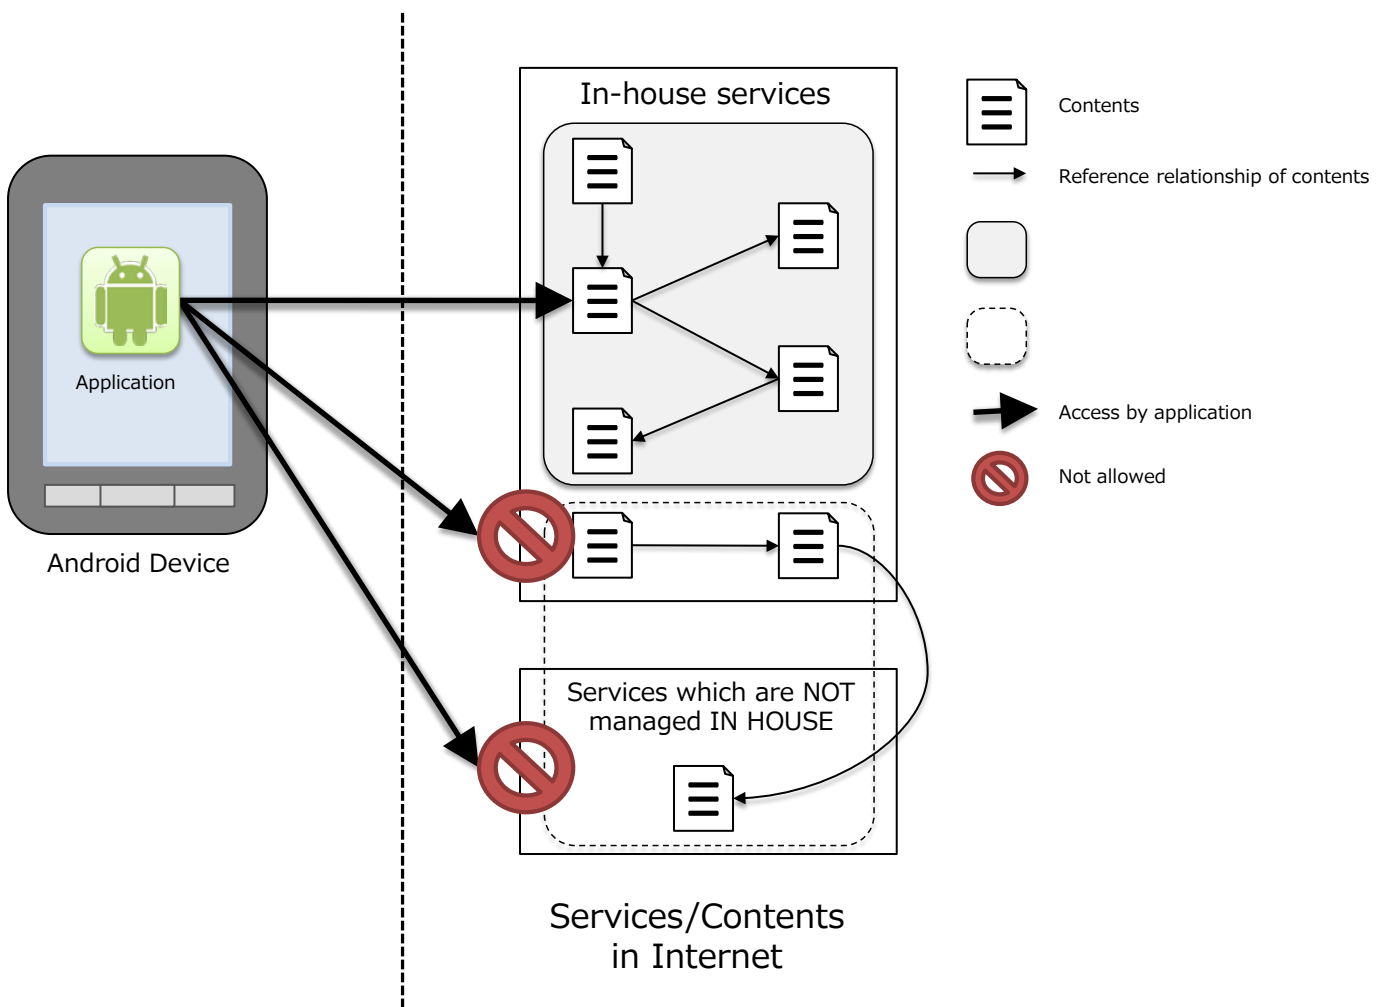 In-house services
Contents
Reference relationship of contents
Application
Access by application
Not allowed
Android Device
Services which are NOT
managed IN HOUSE
Services/Contents
in Internet